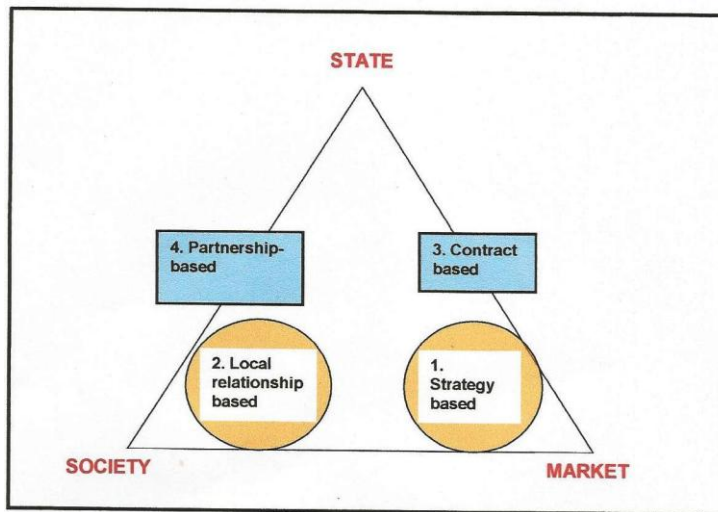 STATE
4. Partnership-
based
3. Contract
based
2. Local
relationship
based
1.
Strategy
based
SOCIETY
MARKET